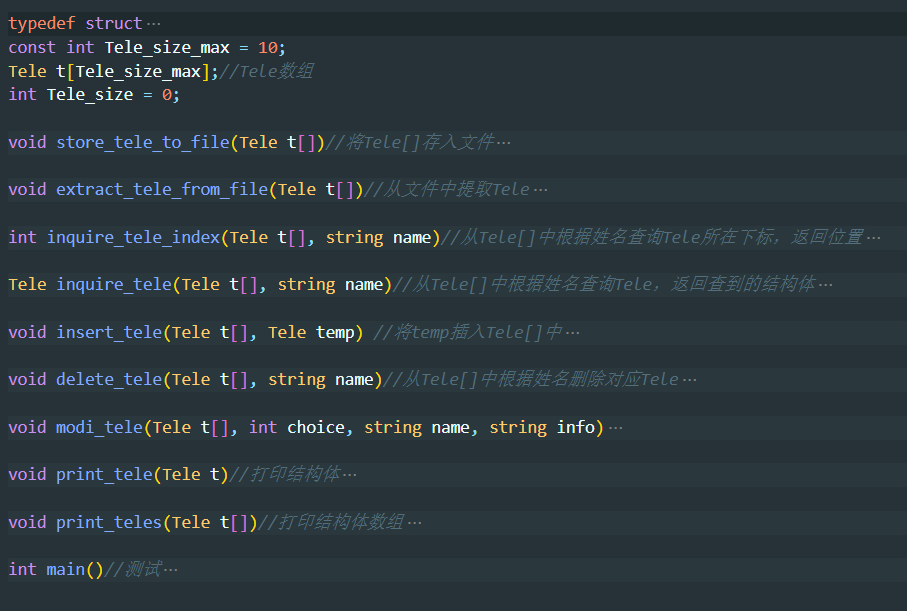 typedef struct…
const int Tele_size_max = 10;
Tele t[Tele_size_max];//Tele数组
int Tele_size = 0;
void store_tele_to_file(Tele t[])//将Tele[]存入文件…
void extract_tele_from_file(Tele t[])//从文件中提取Tele…
int inquire_tele_index(Tele t[], string name)//从Tele[]中根据姓名查询Tele所在下标，返回位置…
Tele inquire_tele(Tele t[], string name)//从Tele[]中根据姓名查询Tele，返回查到的结构体…
void insert_tele(Tele t[], Tele temp) //将temp插入Tele[]中…
void delete_tele(Tele t[], string name)//从Tele[]中根据姓名删除对应Tele…
void modi_tele(Tele t[], int choice, string name, string info)…
void print_tele(Tele t)//打印结构体…
void print_teles(Tele t[])//打印结构体数组…
int main()//测试…